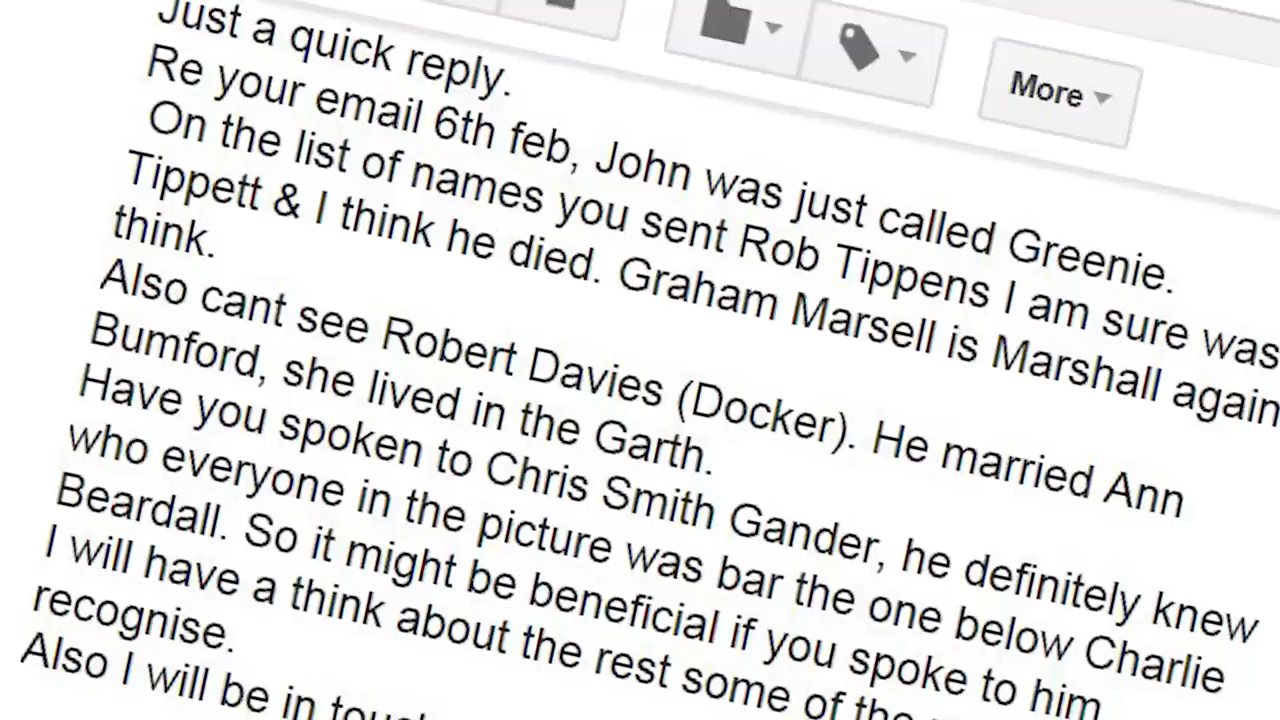 More
Just a quick reply.
Re your email 6th feb, John was just called Greenie.
On the list of names you sent Rob Tippens I am sure was
Tippett & I think he died. Graham Marsell is Marshall again
think.
Also cant see Robert Davies (Docker). He married Ann
Bumford, she lived in the Garth.
Have you spoken to Chris Smith Gander, he definitely knew
who everyone in the picture was bar the one below Charlie
Beardall. So it might be beneficial if you spoke to him
I will have a think about the rest some of the
recognise.
Also I will be in touch